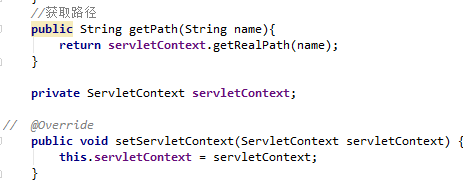 //获取路径
public String getPath(String name){
    return servletContext.getRealPath(name);
}
private ServletContext servletContext;
//  @Override
public void setServletContext(ServletContext servletContext) {
    this.servletContext = servletContext;
}